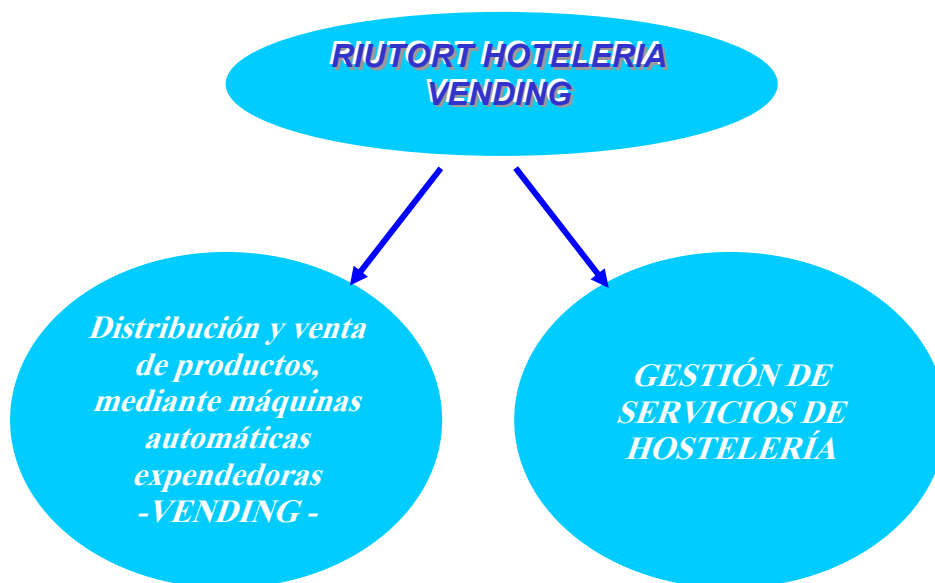 RIUTORT HOTELERIA
VENDING
Distribución y venta
de productos,
mediante máquinas
automáticas
expendedoras
-VENDING -
GESTIÓN DE
SERVICIOS DE
HOSTELERÍA